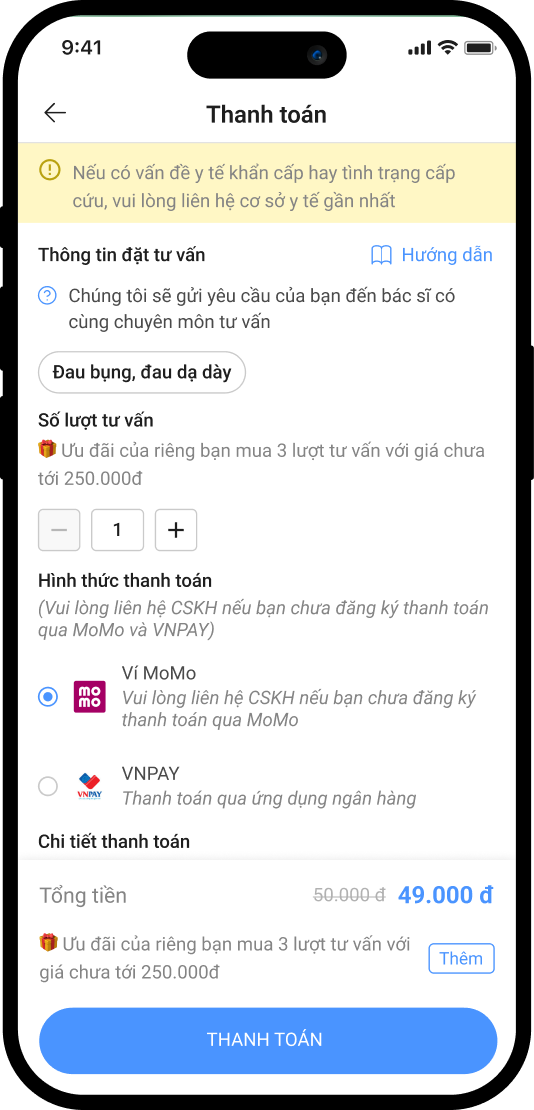 9:41
Thanh toán
Nếu có vấn đề y tế khẩn cấp hay tình trạng cấp
cứu, vui lòng liên hệ cơ sở y tế gần nhất
Thông tin đặt tư vấn
Hướng dẫn
Chúng tôi sẽ gửi yêu cầu của bạn đến bác sĩ có
cùng chuyên môn tư vấn
Đau bụng, đau dạ dày
Số lượt tư vấn
Ưu đãi của riêng bạn mua 3 lượt tư vấn với giá chưa
tới 250.000đ
1
Hình thức thanh toán
(Vui lòng liên hệ CSKH nếu bạn chưa đăng ký thanh toán
qua MoMo và VNPAY)
mo
mo
Ví MoMo
Vui lòng liên hệ CSKH nếu bạn chưa đăng ký
thanh toán qua MoMo
VNPAY
VNPAY
Thanh toán qua ứng dụng ngân hàng
Chi tiết thanh toán
Tổng tiền
50.000 đ 49.000 đ
Ưu đãi của riêng bạn mua 3 lượt tư vấn với
giá chưa tới 250.000đ
Thêm
THANH TOÁN